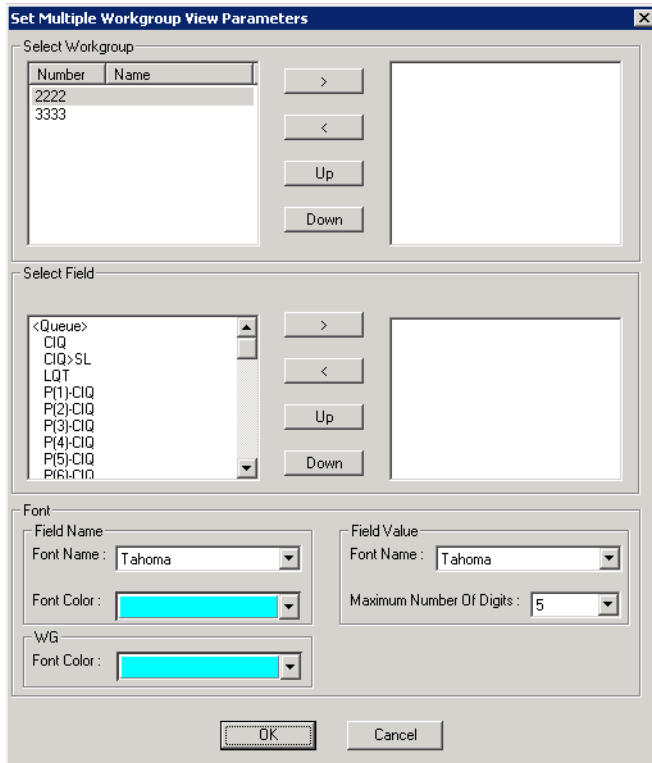 Set Multiple Workgroup View Parameters
Select Workgroup
Number Name
2222
3333
>
<
Up
Down
Select Field
<Queue>
CIQ
CIQ>SL
LQT
P(1)-CIQ
P(2)-CIQ
P(3)-CIQ
P(4)-CIQ
P(5)-CIQ
P(6)-CIQ
>
<
Up
Down
Font
Field Name
Font Name : Tahoma
Font Color :
WG
Font Color :
Field Value
Font Name : Tahoma
Maximum Number Of Digits : 5
OK Cancel